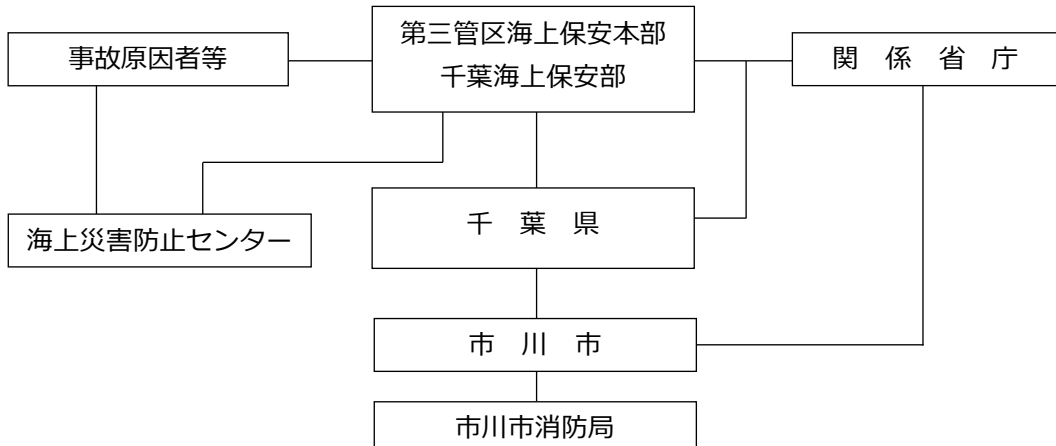 事故原因者等
第三管区海上保安本部
千葉海上保安部
関 係 省 庁
海上災害防止センター
千 葉 県
市 川 市
市川市消防局